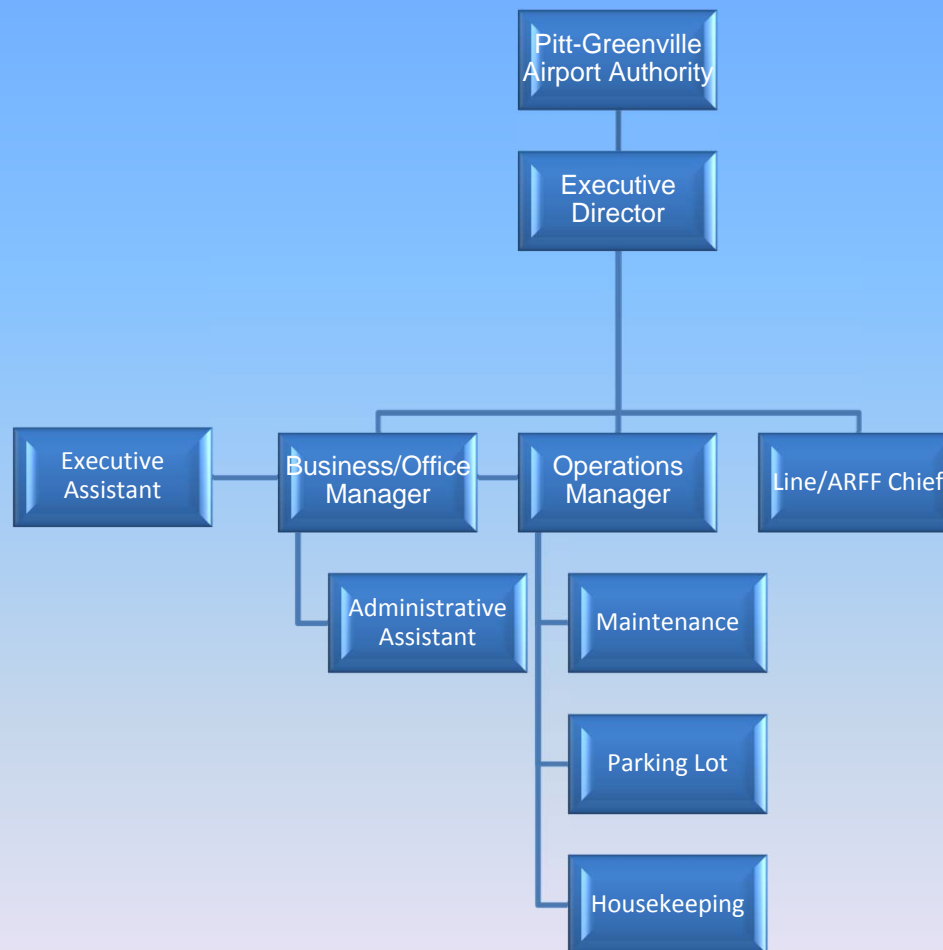 Pitt-Greenville
Airport Authority
Executive
Director
Executive
Assistant
Business/Office
Manager
Operations
Manager
Line/ARFF Chief
Administrative
Assistant
Maintenance
Parking Lot
Housekeeping